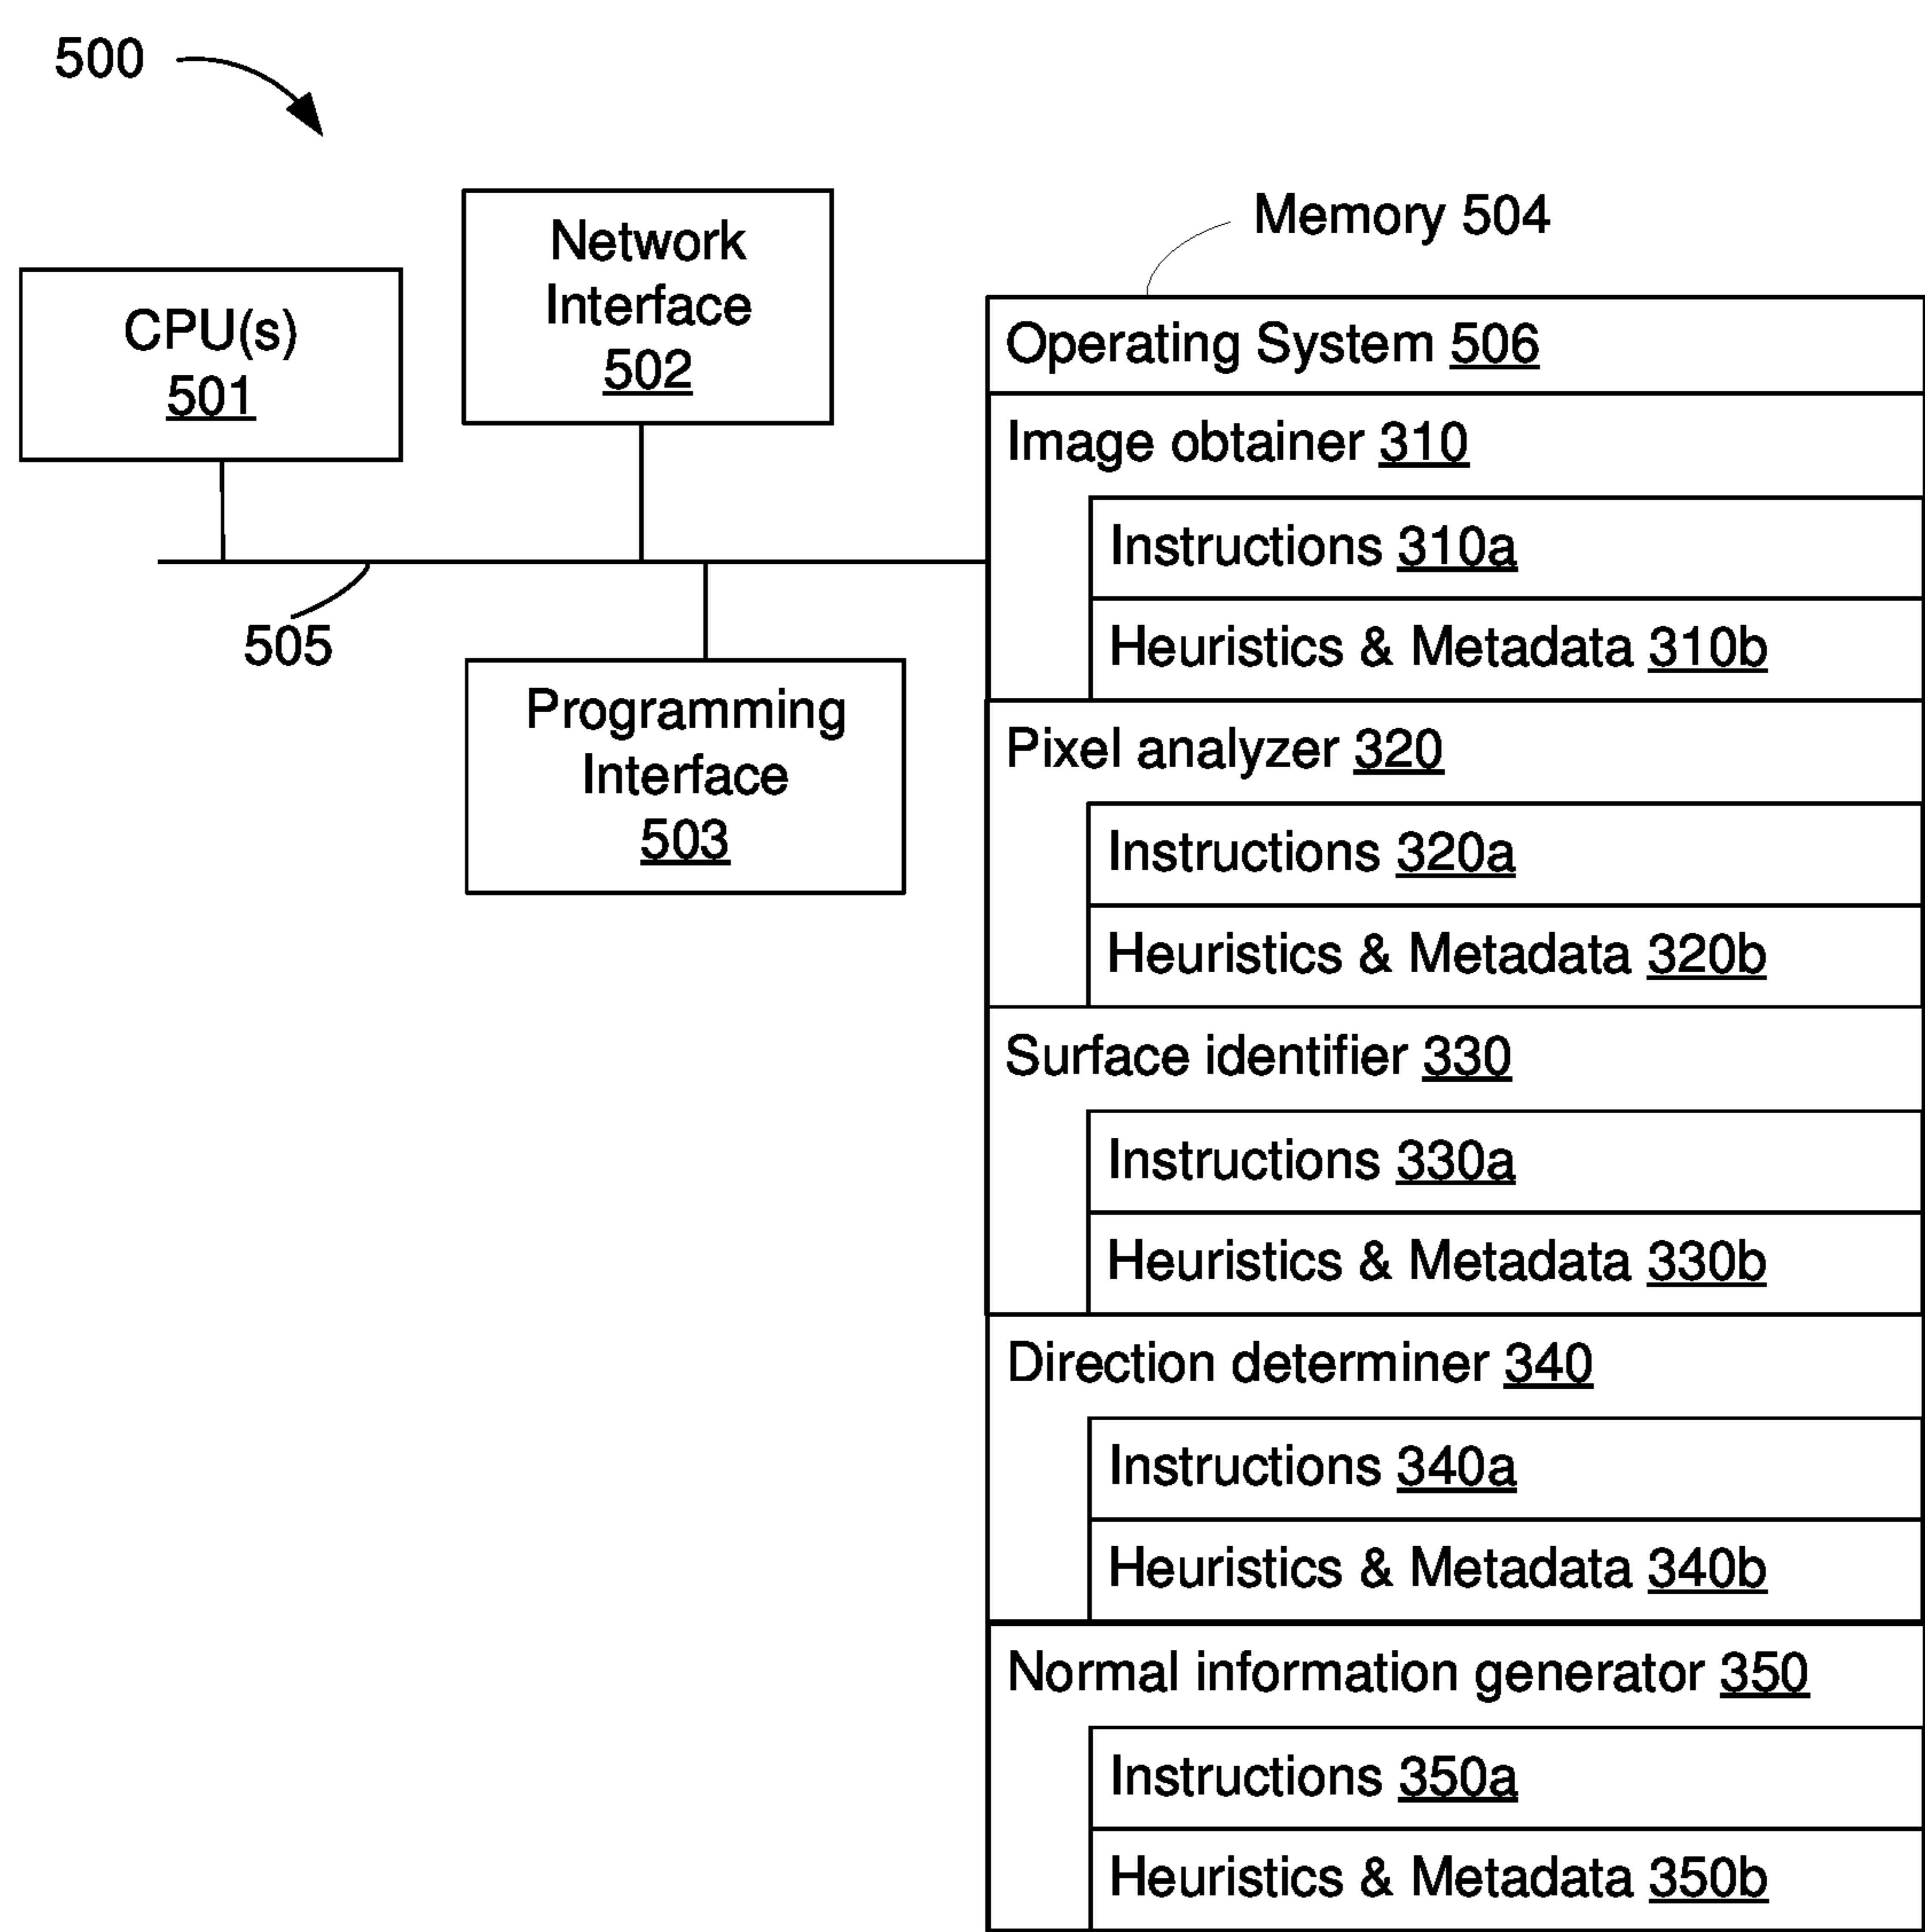 500
CPU(s)
501
Network
Interface
502
505
Programming
Interface
503
Memory 504
Operating System 506
Image obtainer 310
Instructions 310a
Heuristics & Metadata 310b
Pixel analyzer 320
Instructions 320a
Heuristics & Metadata 320b
Surface identifier 330
Instructions 330a
Heuristics & Metadata 330b
Direction determiner 340
Instructions 340a
Heuristics & Metadata 340b
Normal information generator 350
Instructions 350a
Heuristics & Metadata 350b